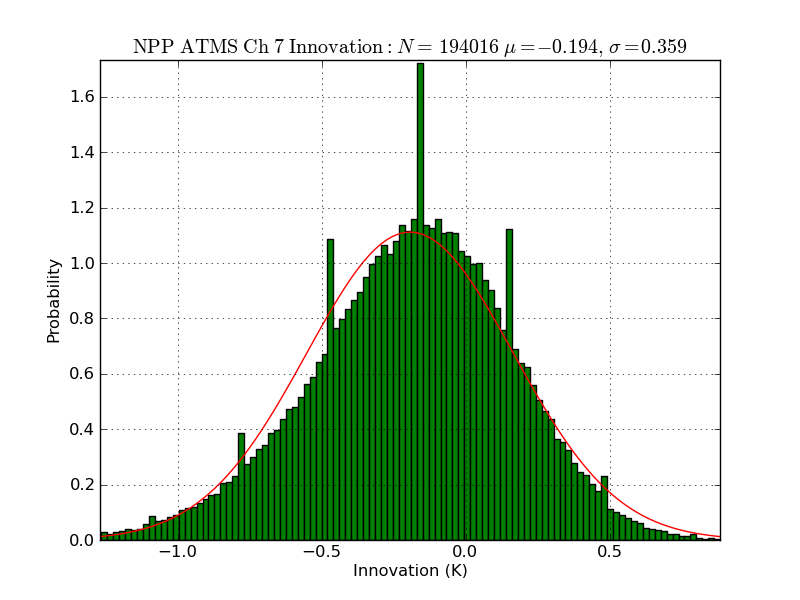 NPP ATMS Ch 7 Innovation : N = 194016 μ =−0.194, σ =0.359
1.6
1.4
1.2
1.0
0.8
0.6
0.4
0.2
0.0
Probability
−1.0 −0.5 0.0 0.5
Innovation (K)